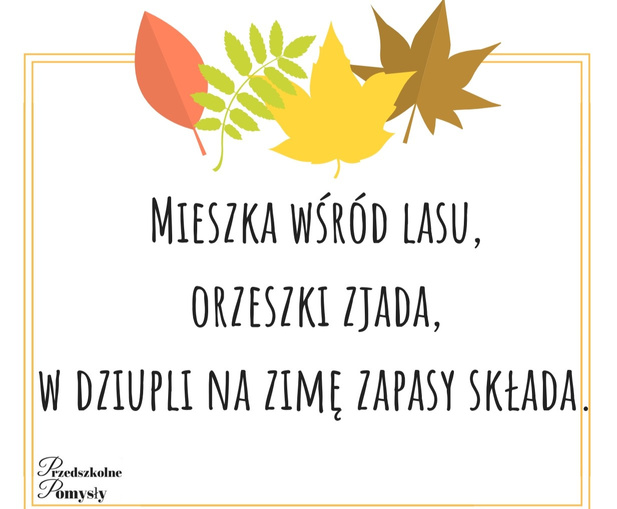 Mieszka wśród lasu,
orzeszki zjada,
w dziupli na zimę zapasy składa.
Przedszkolne
Pomysły